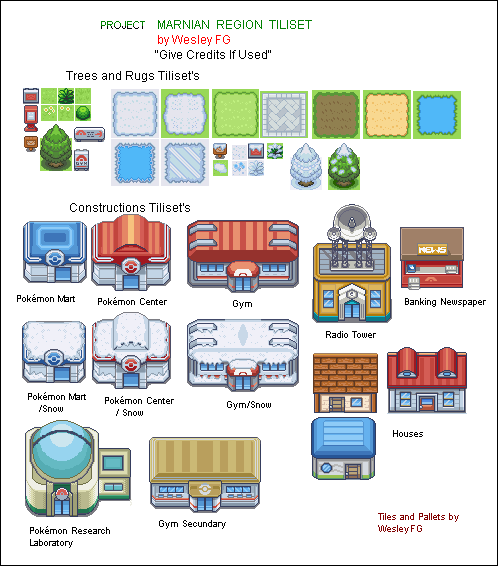 PROJECT MARNIAN REGION TILISET
by Wesley FG
"Give Credits If Used"
Trees and Rugs Tiliset's
GYM
Constructions Tiliset's
NEWS
Pokémon Mart
Pokémon Center
Gym
Radio Tower
Banking Newspaper
Pokémon Mart
/Snow
Pokémon Center
/ Snow
Gym/Snow
Houses
Pokémon Research
Laboratory
Gym Secundary
Tiles and Pallets by
WesleyFG